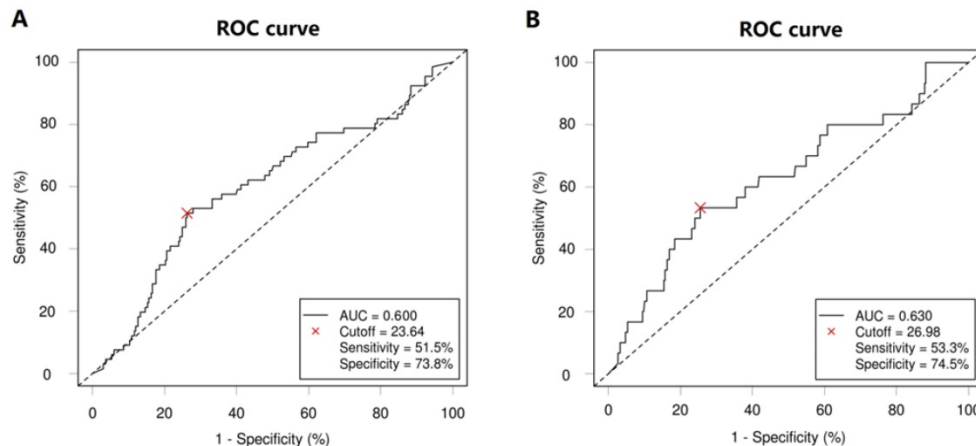 A
ROC curve
100
80
60
40
20
0
Sensitivity (%)
AUC = 0.600
Cutoff = 23.64
Sensitivity = 51.5%
Specificity = 73.8%
0 20 40 60 80 100
1 - Specificity (%)
B
ROC curve
100
80
60
40
20
0
Sensitivity (%)
AUC = 0.630
Cutoff = 26.98
Sensitivity = 53.3%
Specificity = 74.5%
0 20 40 60 80 100
1 - Specificity (%)